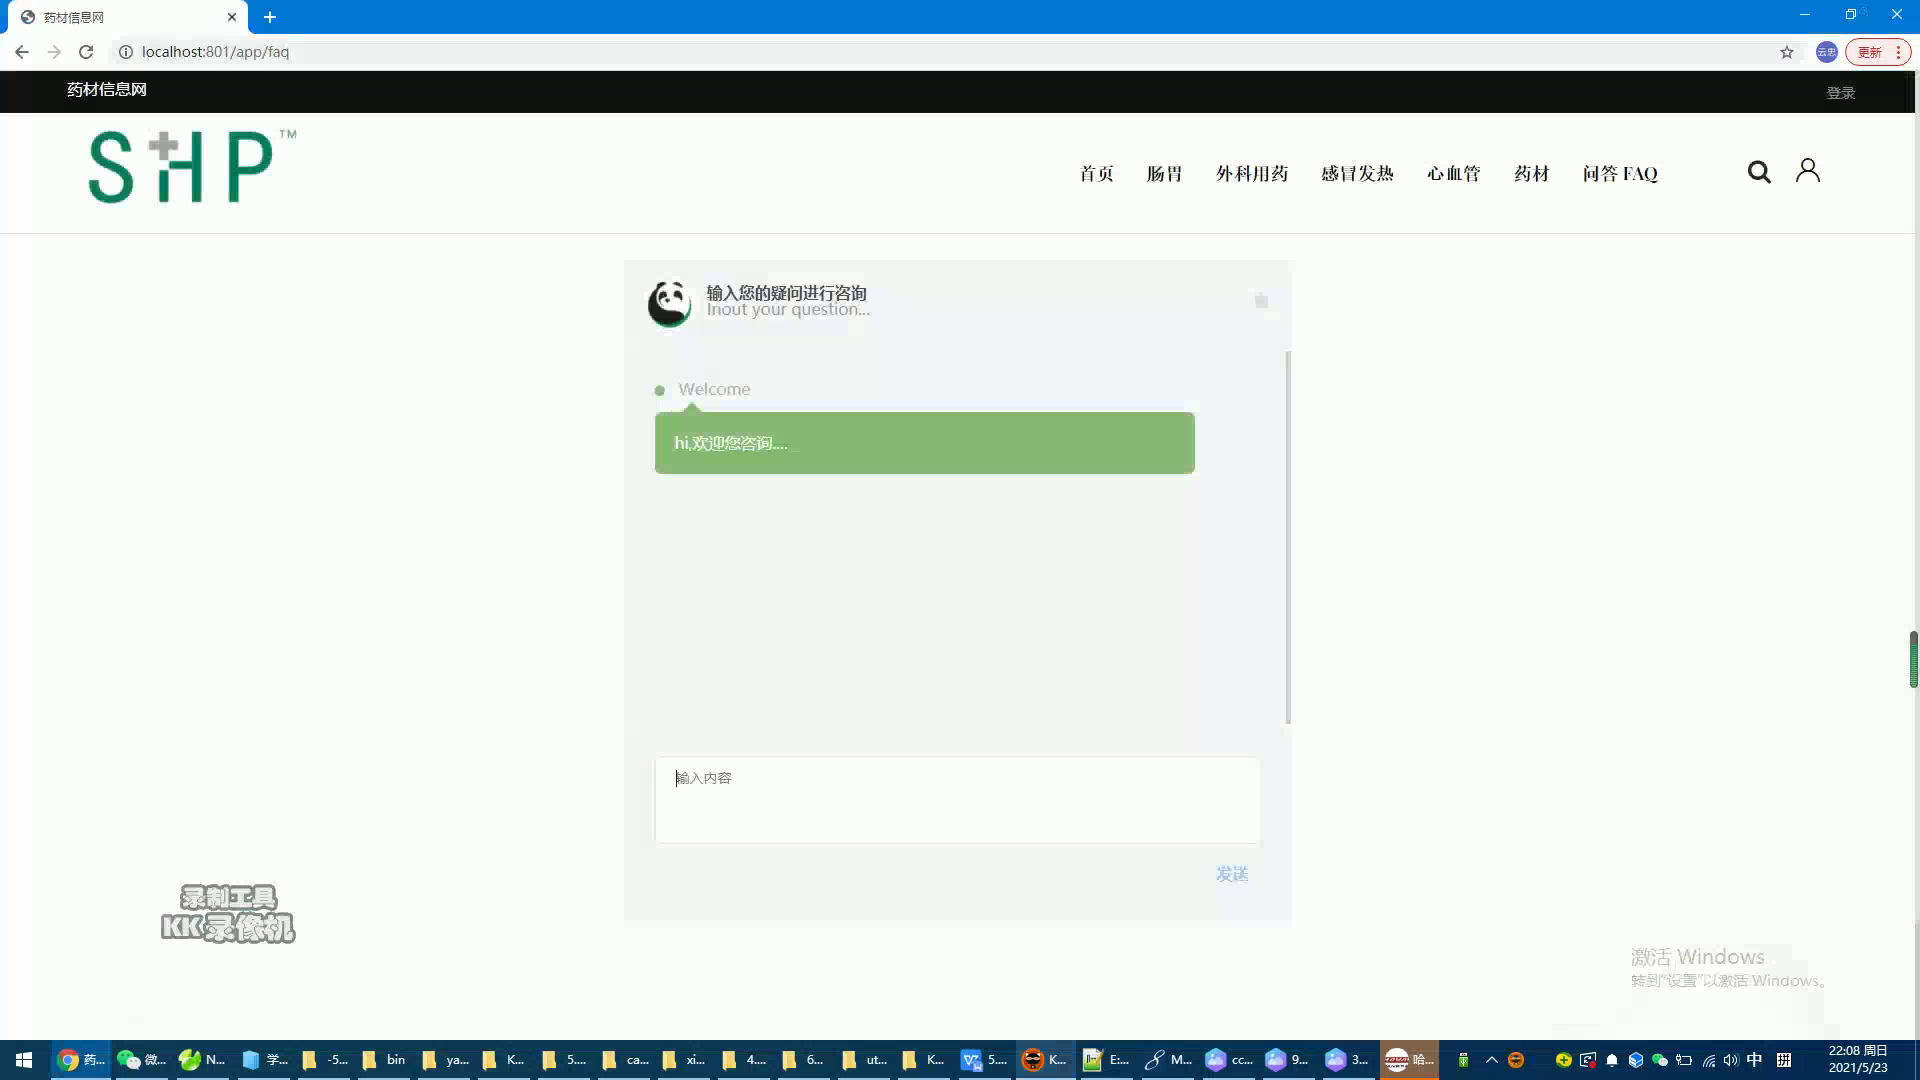 药材信息网
localhost:801/app/faq
云忠
更新
药材信息网
登录
SHP™
首页 肠胃 外科用药 感冒发热 心血管 药材 问答 FAQ
输入您的疑问进行咨询
Inout your question...
Welcome
hi,欢迎您咨询....
输入内容
发送
录制工具
KK录像机
激活 Windows
转到“设置”以激活 Windows。
药... 微... N... 学... -5... bin ya... K... 5.... ca... xi... 4.... 6... ut... K... 5.... K... E:... M... cc... 9... 3... 哈... 中 拼
22:08 周日
2021/5/23